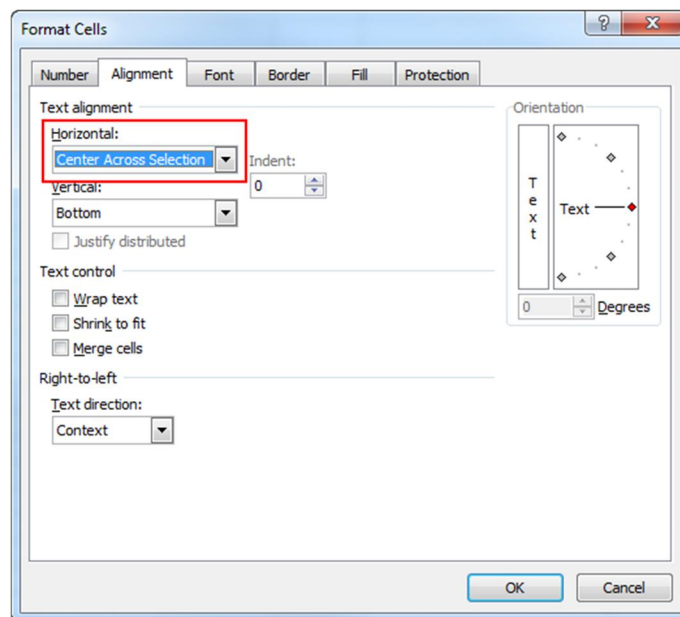 Format Cells
Number Alignment Font Border Fill Protection
Text alignment
Horizontal:
Center Across Selection
Indent:
0
Vertical:
Bottom
Justify distributed
Text control
Wrap text
Shrink to fit
Merge cells
Right-to-left
Text direction:
Context
Orientation
Text
Text
0 Degrees
OK Cancel